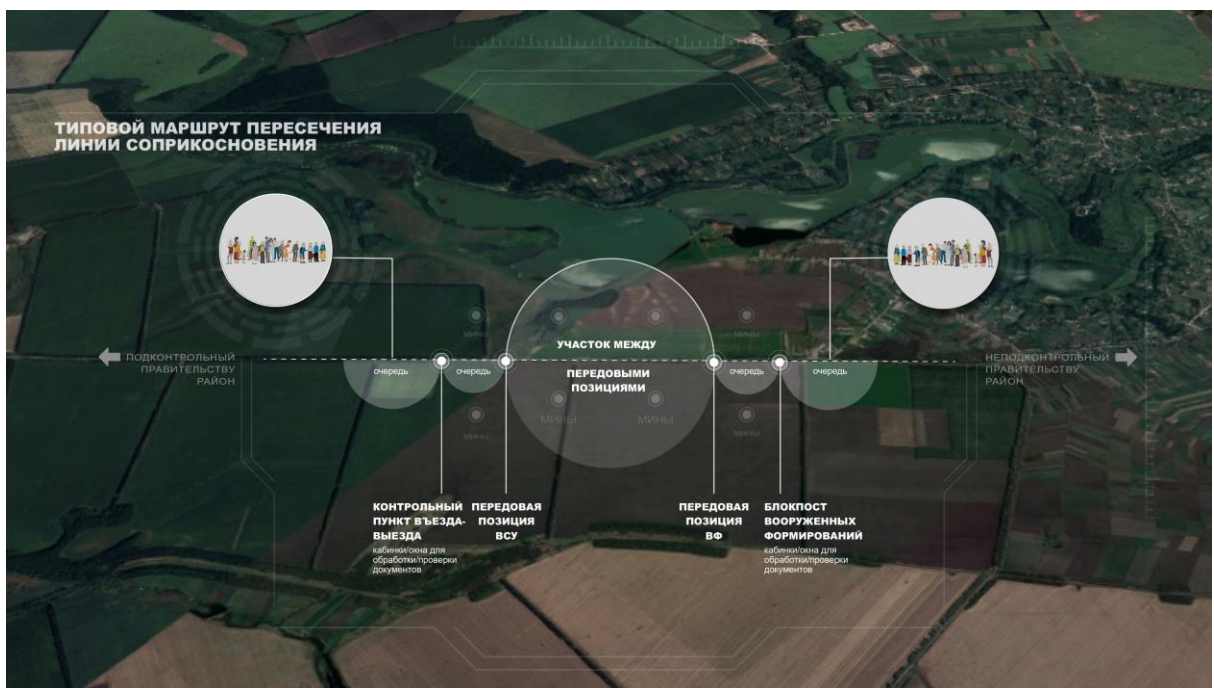 ТИПОВОЙ МАРШРУТ ПЕРЕСЕЧЕНИЯ
ЛИНИИ СОПРИКОСНОВЕНИЯ
МИНЫ
МИНЫ
УЧАСТОК МЕЖДУ
ПЕРЕДОВЫМИ
ПОЗИЦИЯМИ
ПОДКОНТРОЛЬНЫЙ
ПРАВИТЕЛЬСТВУ
РАЙОН
очередь
очередь
очередь
очередь
НЕПОДКОНТРОЛЬНЫЙ
ПРАВИТЕЛЬСТВУ
РАЙОН
МИНЫ
МИНЫ
МИНЫ
МИНЫ
КОНТРОЛЬНЫЙ
ПУНКТ ВЪЕЗДА-
ВЫЕЗДА
кабинки/окна для
обработки/проверки
документов
ПЕРЕДОВАЯ
ПОЗИЦИЯ
ВСУ
ПЕРЕДОВАЯ
ПОЗИЦИЯ
ВФ
БЛОКПОСТ
ВООРУЖЕННЫХ
ФОРМИРОВАНИЙ
кабинки/окна для
обработки/проверки
документов